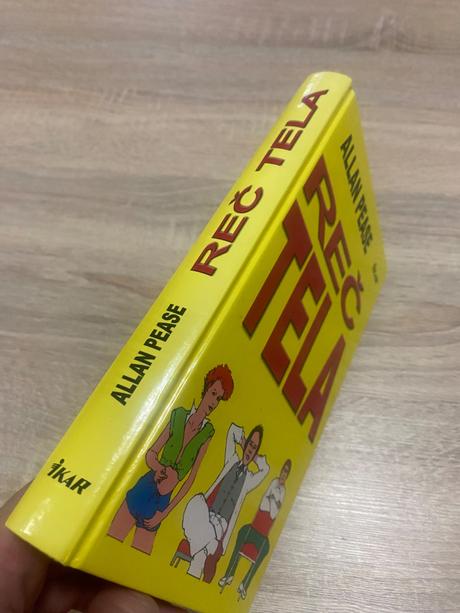 ALLAN PEASE
REČ TELA
IKAR
ALLAN PEASE
REČ
TELA